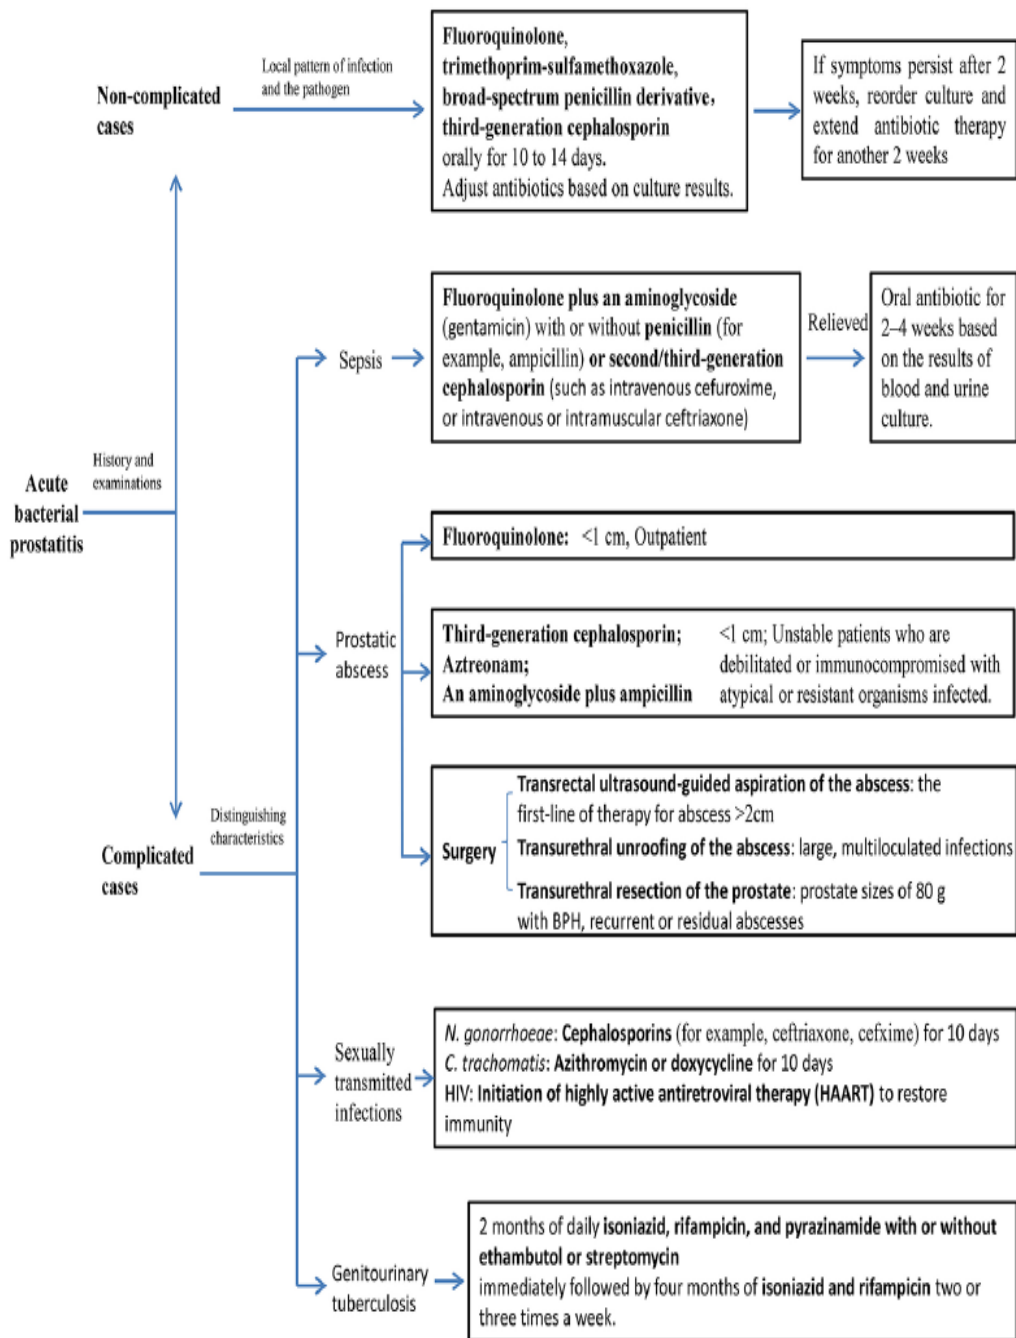 Acute
bacterial
prostatitis
History and
examinations
Non-complicated
cases
Local pattern of infection
and the pathogen
Fluoroquinolone,
trimethoprim-sulfamethoxazole,
broad-spectrum penicillin derivative,
third-generation cephalosporin
orally for 10 to 14 days.
Adjust antibiotics based on culture results.
If symptoms persist after 2
weeks, reorder culture and
extend antibiotic therapy
for another 2 weeks
Complicated
cases
Distinguishing
characteristics
Sepsis
Fluoroquinolone plus an aminoglycoside
(gentamicin) with or without penicillin (for
example, ampicillin) or second/third-generation
cephalosporin (such as intravenous cefuroxime,
or intravenous or intramuscular ceftriaxone)
Relieved
Oral antibiotic for
2–4 weeks based
on the results of
blood and urine
culture.
Prostatic
abscess
Fluoroquinolone: <1 cm, Outpatient
Third-generation cephalosporin;
Aztreonam;
An aminoglycoside plus ampicillin
<1 cm; Unstable patients who are
debilitated or immunocompromised with
atypical or resistant organisms infected.
Surgery
Transrectal ultrasound-guided aspiration of the abscess: the
first-line of therapy for abscess >2cm
Transurethral unroofing of the abscess: large, multiloculated infections
Transurethral resection of the prostate: prostate sizes of 80 g
with BPH, recurrent or residual abscesses
Sexually
transmitted
infections
N. gonorrhoeae: Cephalosporins (for example, ceftriaxone, cefxime) for 10 days
C. trachomatis: Azithromycin or doxycycline for 10 days
HIV: Initiation of highly active antiretroviral therapy (HAART) to restore
immunity
Genitourinary
tuberculosis
2 months of daily isoniazid, rifampicin, and pyrazinamide with or without
ethambutol or streptomycin
immediately followed by four months of isoniazid and rifampicin two or
three times a week.